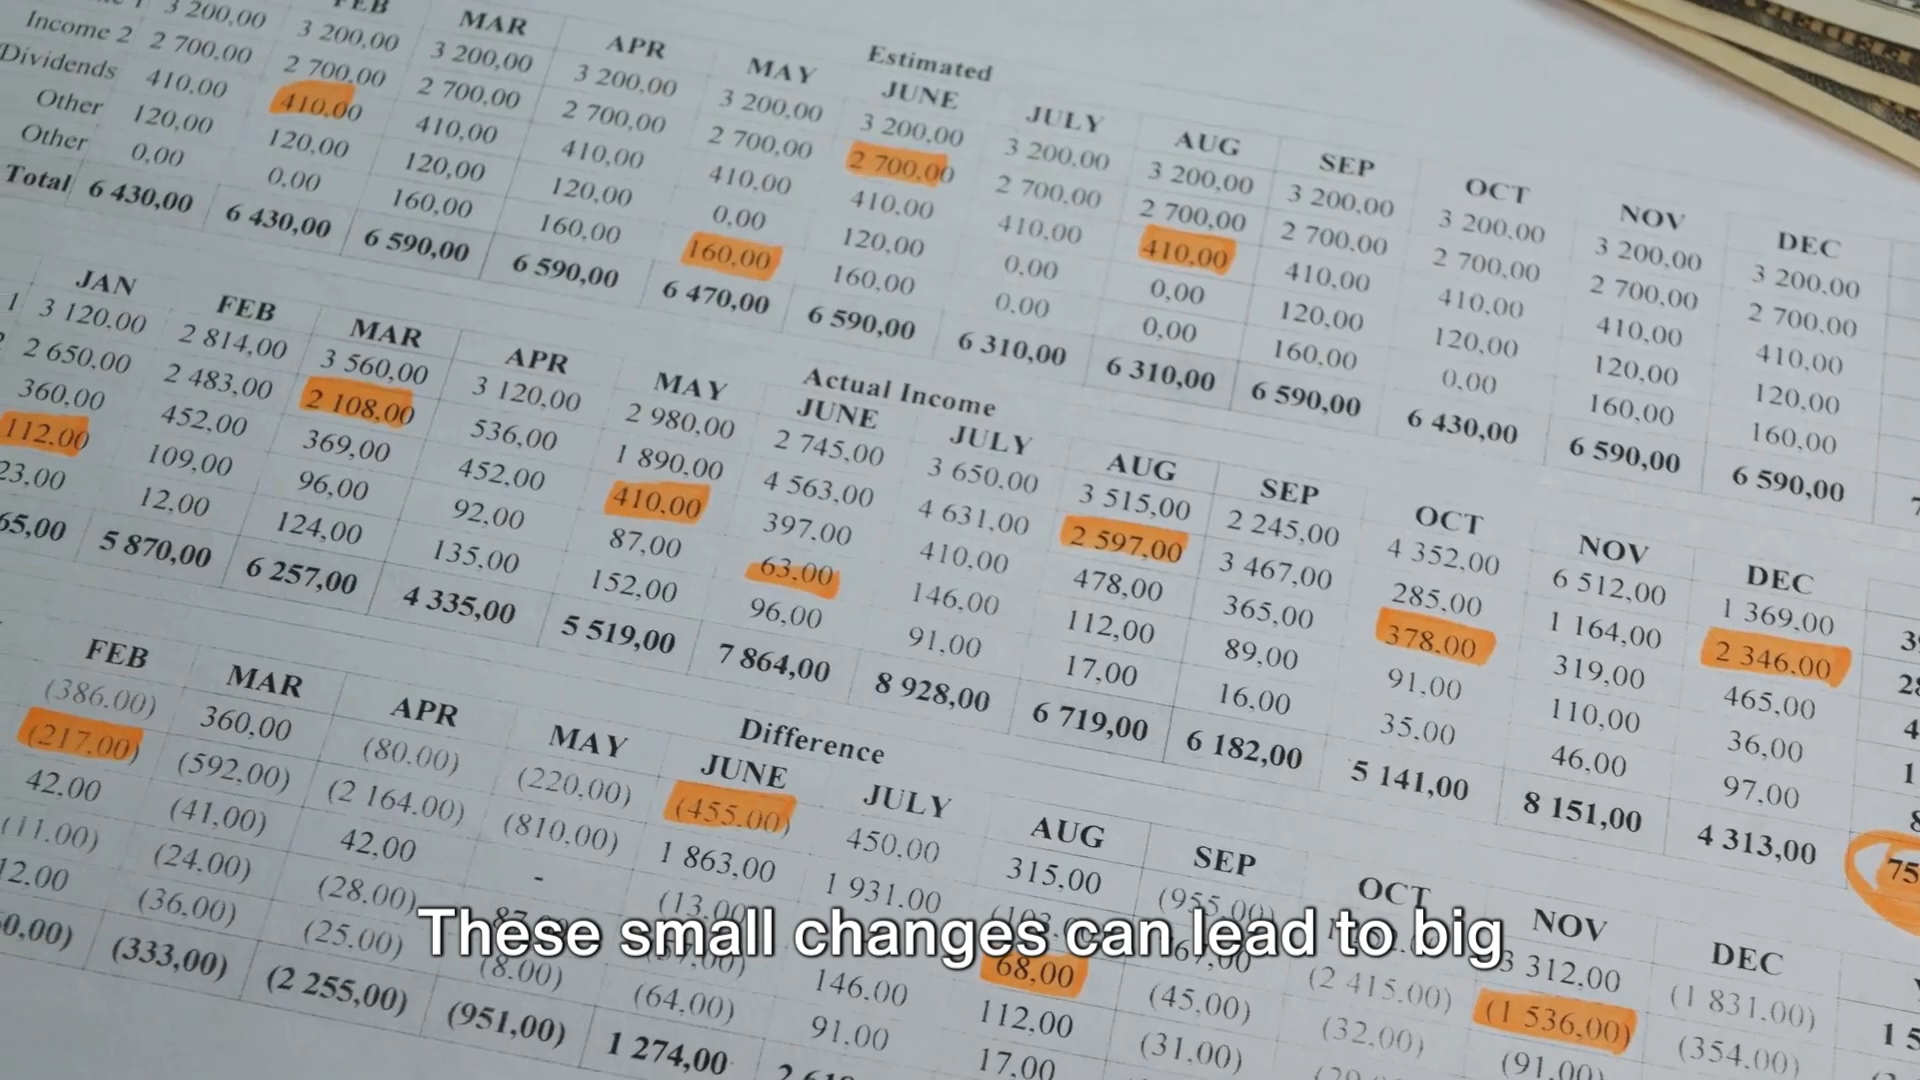 FEB MAR APR MAY Estimated JUNE JULY AUG SEP OCT NOV DEC
3 200,00 3 200,00 3 200,00 3 200,00 3 200,00 3 200,00 3 200,00 3 200,00 3 200,00 3 200,00 3 200,00 3 200,00
Income 2 2 700,00 2 700,00 2 700,00 2 700,00 2 700,00 2 700,00 2 700,00 2 700,00 2 700,00 2 700,00 2 700,00 2 700,00
Dividends 410,00 410,00 410,00 410,00 410,00 410,00 410,00 410,00 410,00 410,00 410,00 410,00
Other 120,00 120,00 120,00 120,00 0,00 120,00 0,00 0,00 120,00 120,00 120,00 120,00
Other 0,00 0,00 160,00 160,00 160,00 160,00 0,00 0,00 160,00 0,00 160,00 160,00
Total 6 430,00 6 430,00 6 590,00 6 590,00 6 470,00 6 590,00 6 310,00 6 310,00 6 590,00 6 430,00 6 590,00 6 590,00
Actual Income
JAN FEB MAR APR MAY JUNE JULY AUG SEP OCT NOV DEC
1 3 120.00 2 814,00 3 560,00 3 120,00 2 980,00 2 745,00 3 650,00 3 515,00 2 245,00 4 352,00 6 512,00 1 369,00
2 650.00 2 483,00 2 108,00 536,00 1 890,00 4 563,00 4 631,00 2 597,00 3 467,00 285,00 1 164,00 2 346,00
360,00 452,00 369,00 452,00 410,00 397,00 410,00 478,00 365,00 378,00 319,00 465,00
112.00 109,00 96,00 92,00 87,00 63,00 146,00 112,00 89,00 91,00 110,00 36,00
23,00 12,00 124,00 135,00 152,00 96,00 91,00 17,00 16,00 35,00 46,00 97,00
65,00 5 870,00 6 257,00 4 335,00 5 519,00 7 864,00 8 928,00 6 719,00 6 182,00 5 141,00 8 151,00 4 313,00 75
Difference
FEB MAR APR MAY JUNE JULY AUG SEP OCT NOV DEC
(386.00) 360,00 (80.00) (220,00) (455.00) 450.00 315,00 (955.00) 3 312,00 (1 831.00)
(217.00) (592,00) (2 164.00) (810,00) 1 863,00 1 931.00 (2 415.00) (1 536,00) (354.00)
42.00 (41,00) 42,00 - (13.00) 68,00 (45,00) (32.00) (91.00)
(11.00) (24.00) (28.00) 146.00 112,00 (31.00)
12.00 (36.00) (25.00) (8.00) (64,00) 91.00 17,00
0,00) (333,00) (2 255,00) (951,00) 1 274,00
These small changes can lead to big